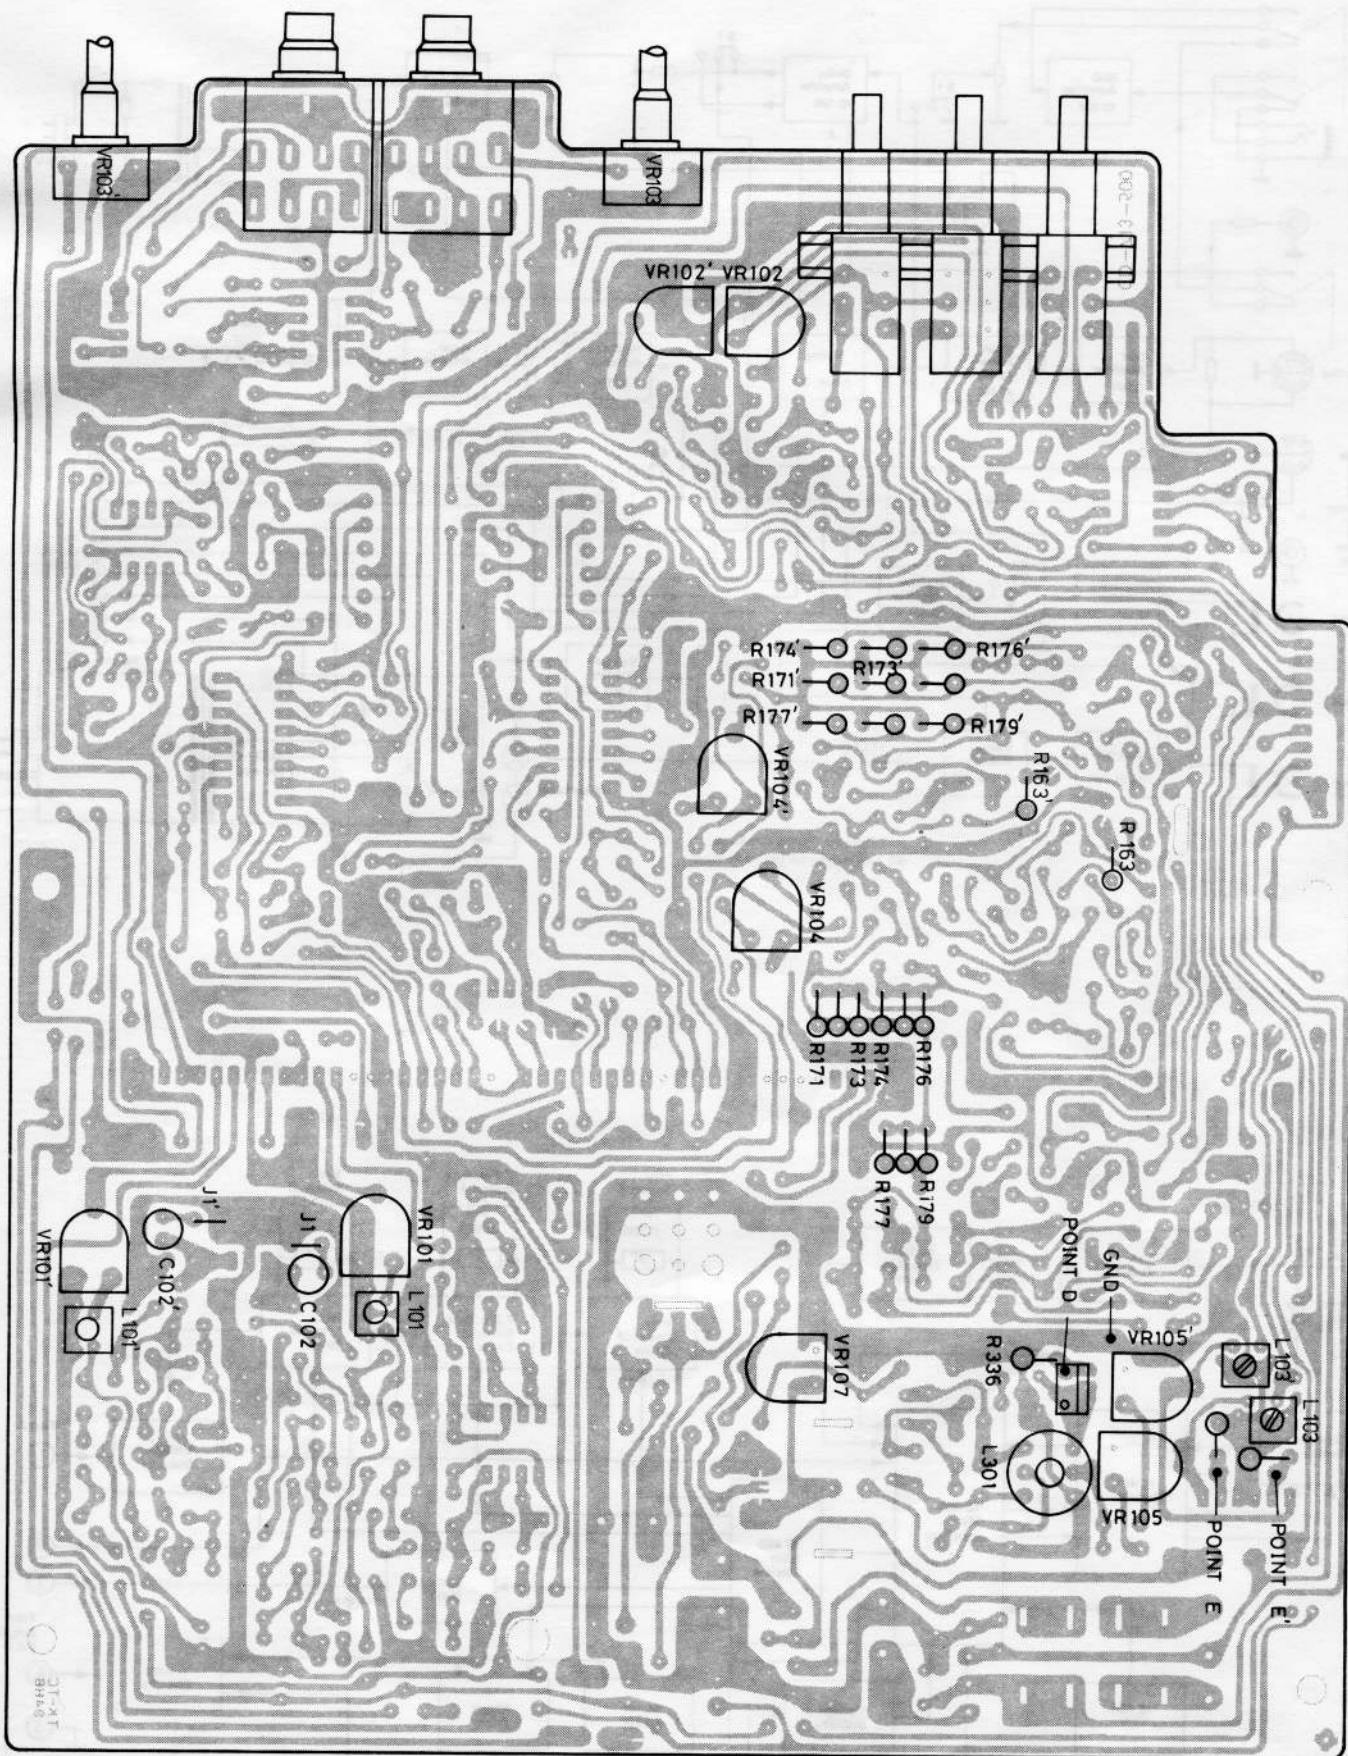 VR103'
VR103
VR102' VR102
R174'
R173'
R176'
R171'
R177'
R179'
VR104'
R163'
R163
VR104
R171
R173
R174
R176
R177
R179
J1'
J1
VR101
VR101'
C102'
C102
L101
L101'
POINT D
GND
VR105'
L103'
VR107
R336
L103
L301
VR105
POINT E
POINT E'